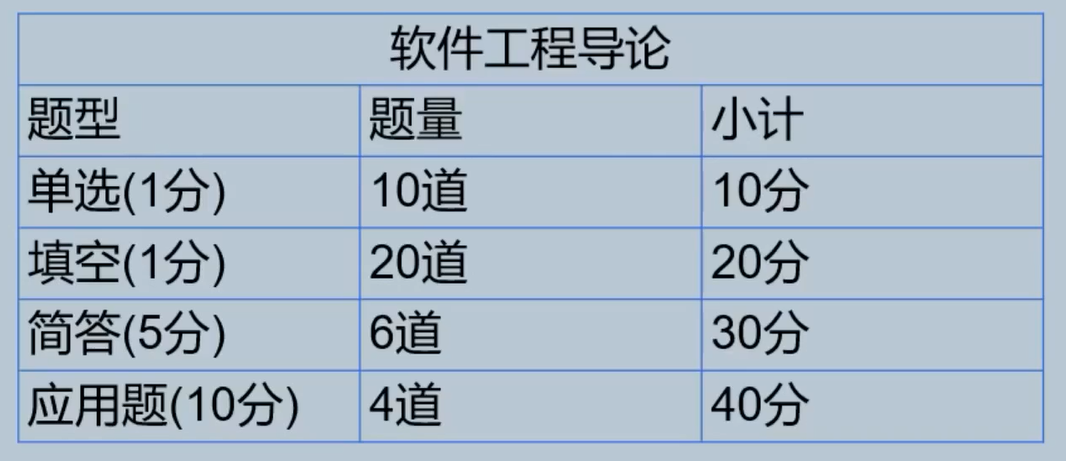 软件工程导论
题型 题量 小计
单选(1分) 10道 10分
填空(1分) 20道 20分
简答(5分) 6道 30分
应用题(10分) 4道 40分